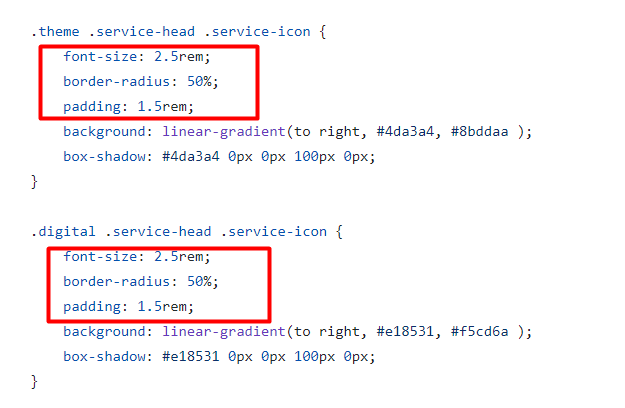 .theme .service-head .service-icon {
font-size: 2.5rem;
border-radius: 50%;
padding: 1.5rem;
background: linear-gradient(to right, #4da3a4, #8bddaa );
box-shadow: #4da3a4 0px 0px 100px 0px;
}
.digital .service-head .service-icon {
font-size: 2.5rem;
border-radius: 50%;
padding: 1.5rem;
background: linear-gradient(to right, #e18531, #f5cd6a );
box-shadow: #e18531 0px 0px 100px 0px;
}